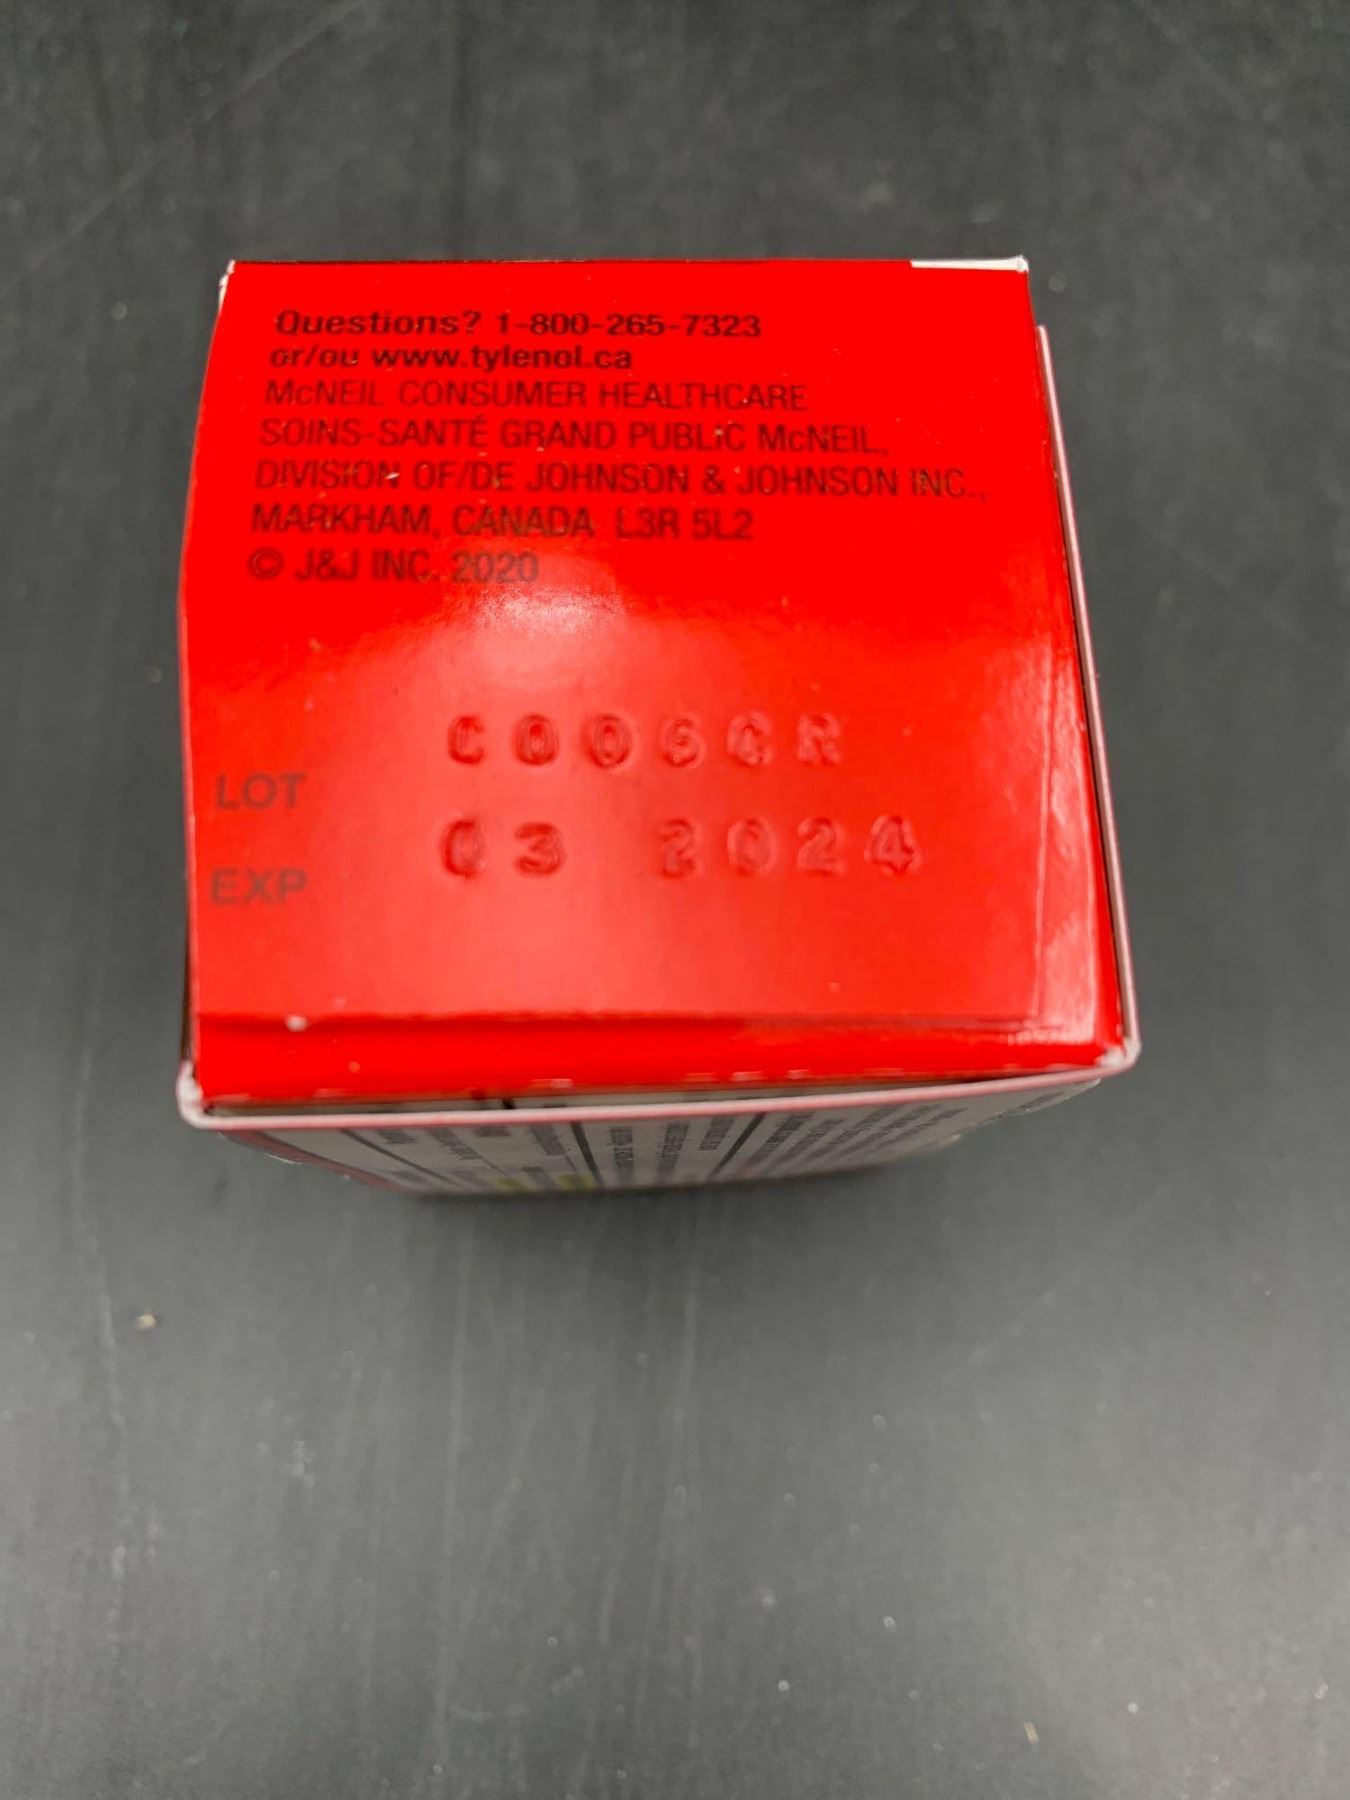 Questions? 1-800-265-7323
or/ou www.tylenol.ca
McNEIL CONSUMER HEALTHCARE
SOINS-SANTÉ GRAND PUBLIC McNEIL,
DIVISION OF/DE JOHNSON & JOHNSON INC.,
MARKHAM, CANADA L3R 5L2
© J&J INC. 2020
LOT C006CR
EXP 03 2024